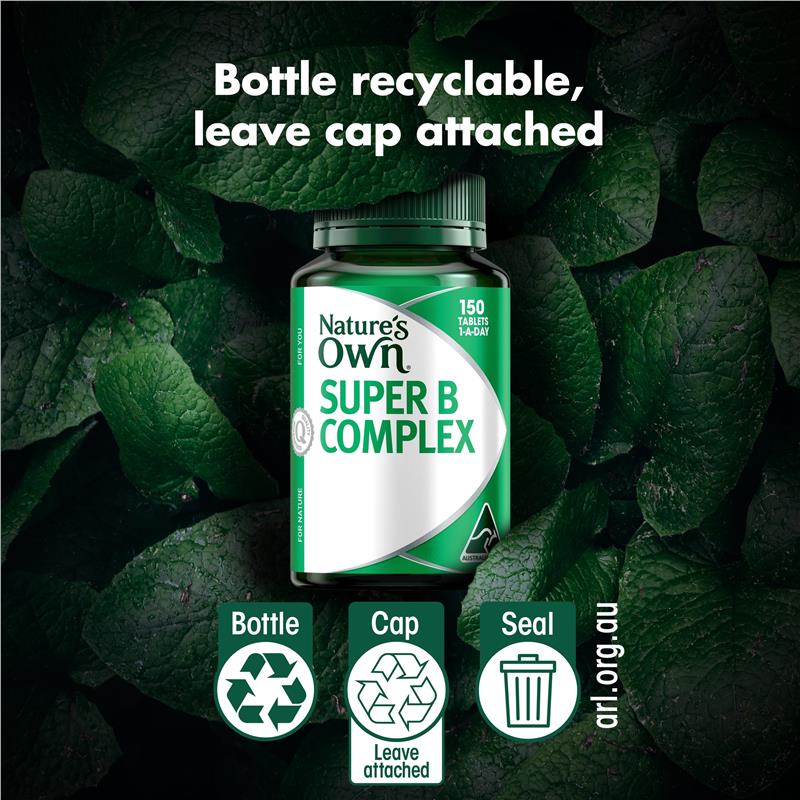 Bottle recyclable,
leave cap attached
150
TABLETS
1-A-DAY
Nature's
Own®
SUPER B
COMPLEX
FOR YOU
FOR NATURE
Bottle
Cap
Seal
Leave
attached
arl.org.au